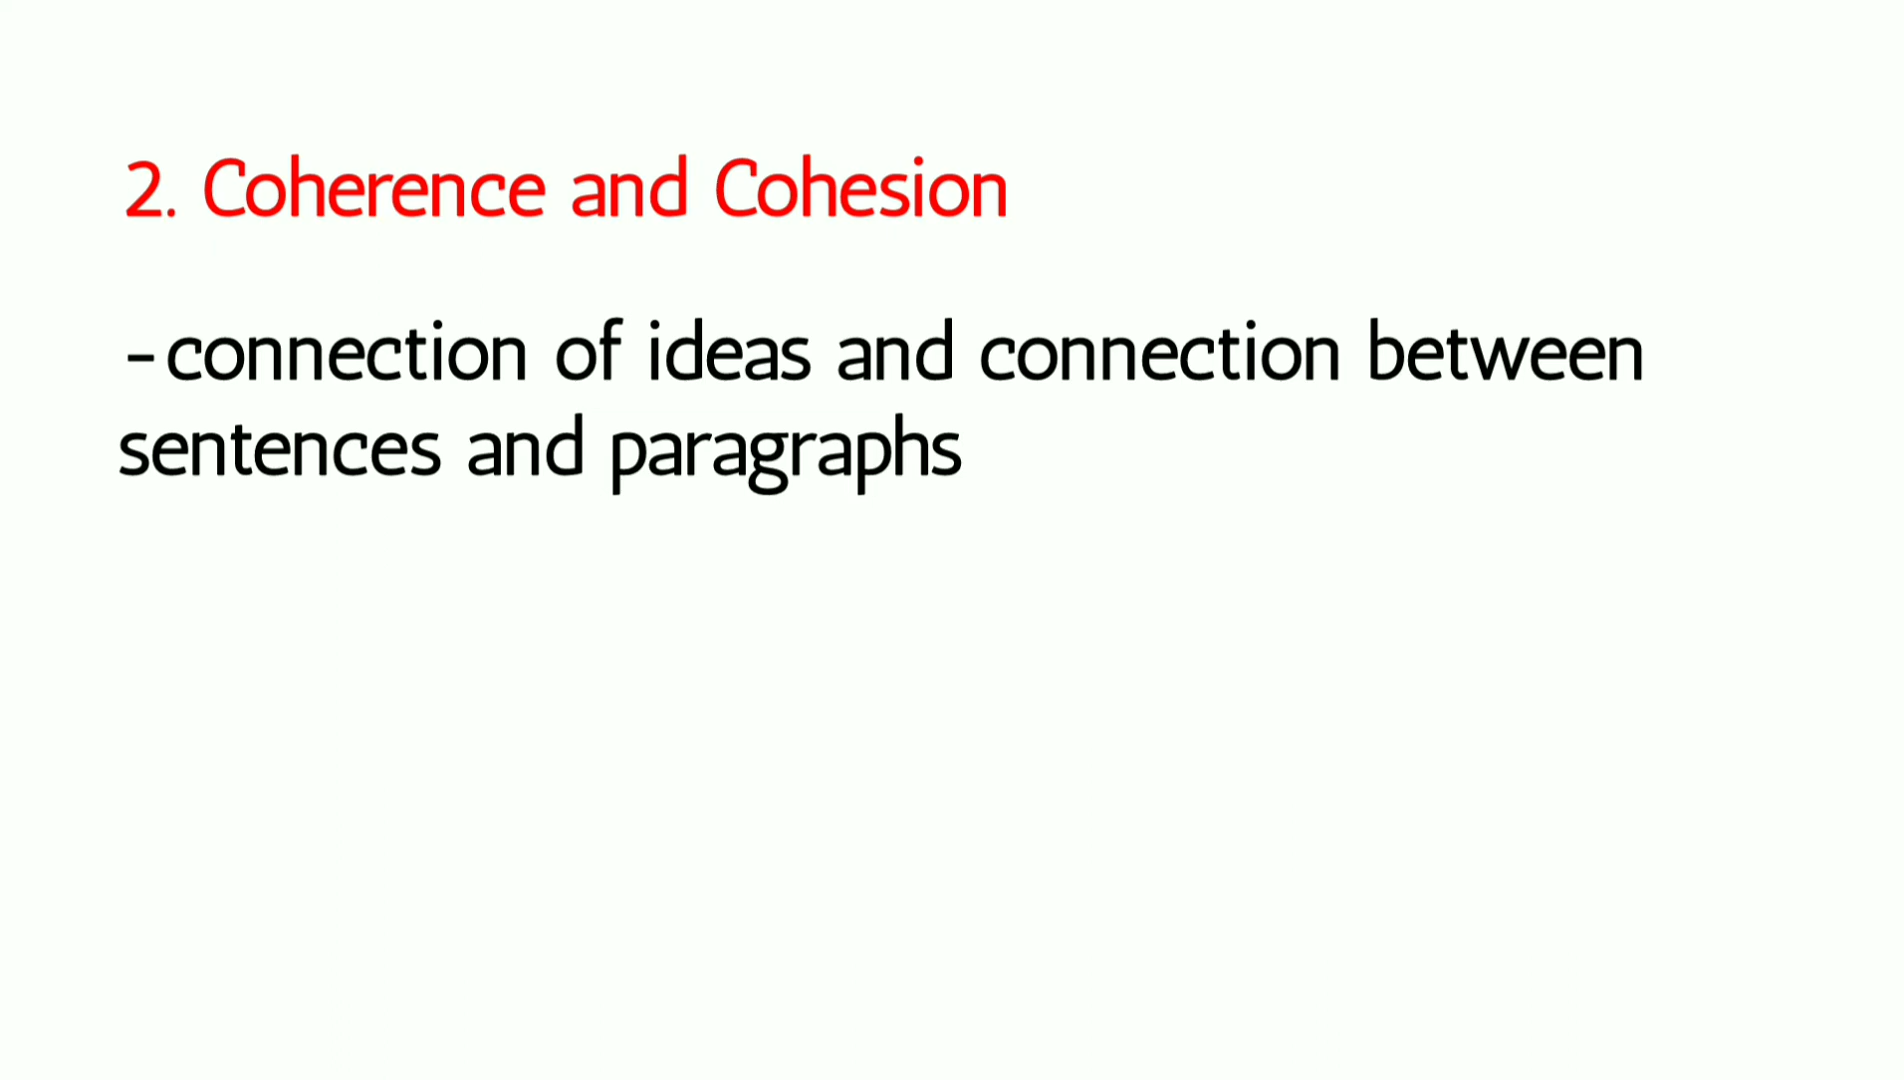 2. Coherence and Cohesion
-connection of ideas and connection between
sentences and paragraphs